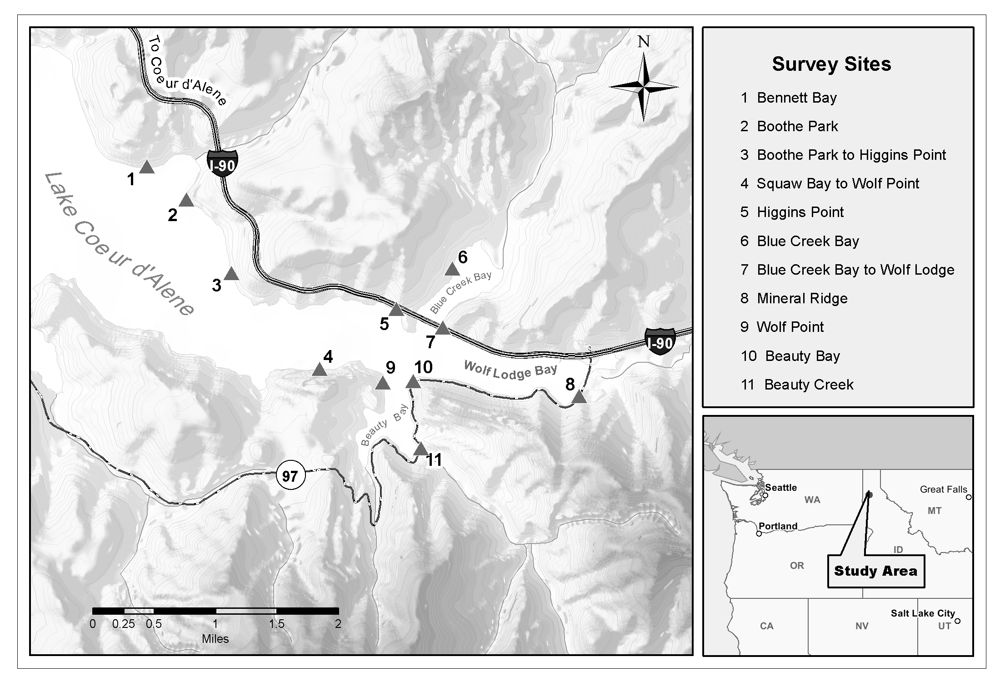 To Coeur d'Alene
N
I-90
1
2
3
Lake Coeur d'Alene
6
Blue Creek Bay
5
7
I-90
4
9
10
Wolf Lodge Bay
8
Beauty Bay
11
97
0 0.25 0.5 1 1.5 2
Miles
Survey Sites
1 Bennett Bay
2 Boothe Park
3 Boothe Park to Higgins Point
4 Squaw Bay to Wolf Point
5 Higgins Point
6 Blue Creek Bay
7 Blue Creek Bay to Wolf Lodge
8 Mineral Ridge
9 Wolf Point
10 Beauty Bay
11 Beauty Creek
Seattle
WA
Great Falls
MT
Portland
ID
OR
Study Area
Salt Lake City
CA
NV
UT